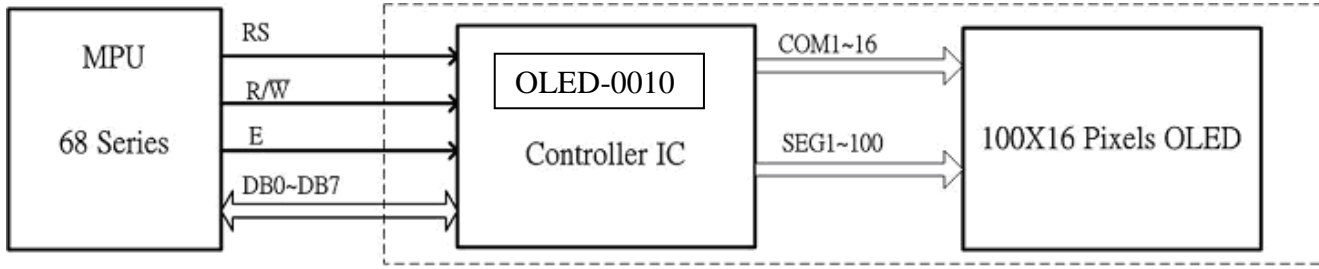 MPU
68 Series
RS
R/W̅
E
DB0~DB7
OLED-0010
Controller IC
COM1~16
SEG1~100
100X16 Pixels OLED